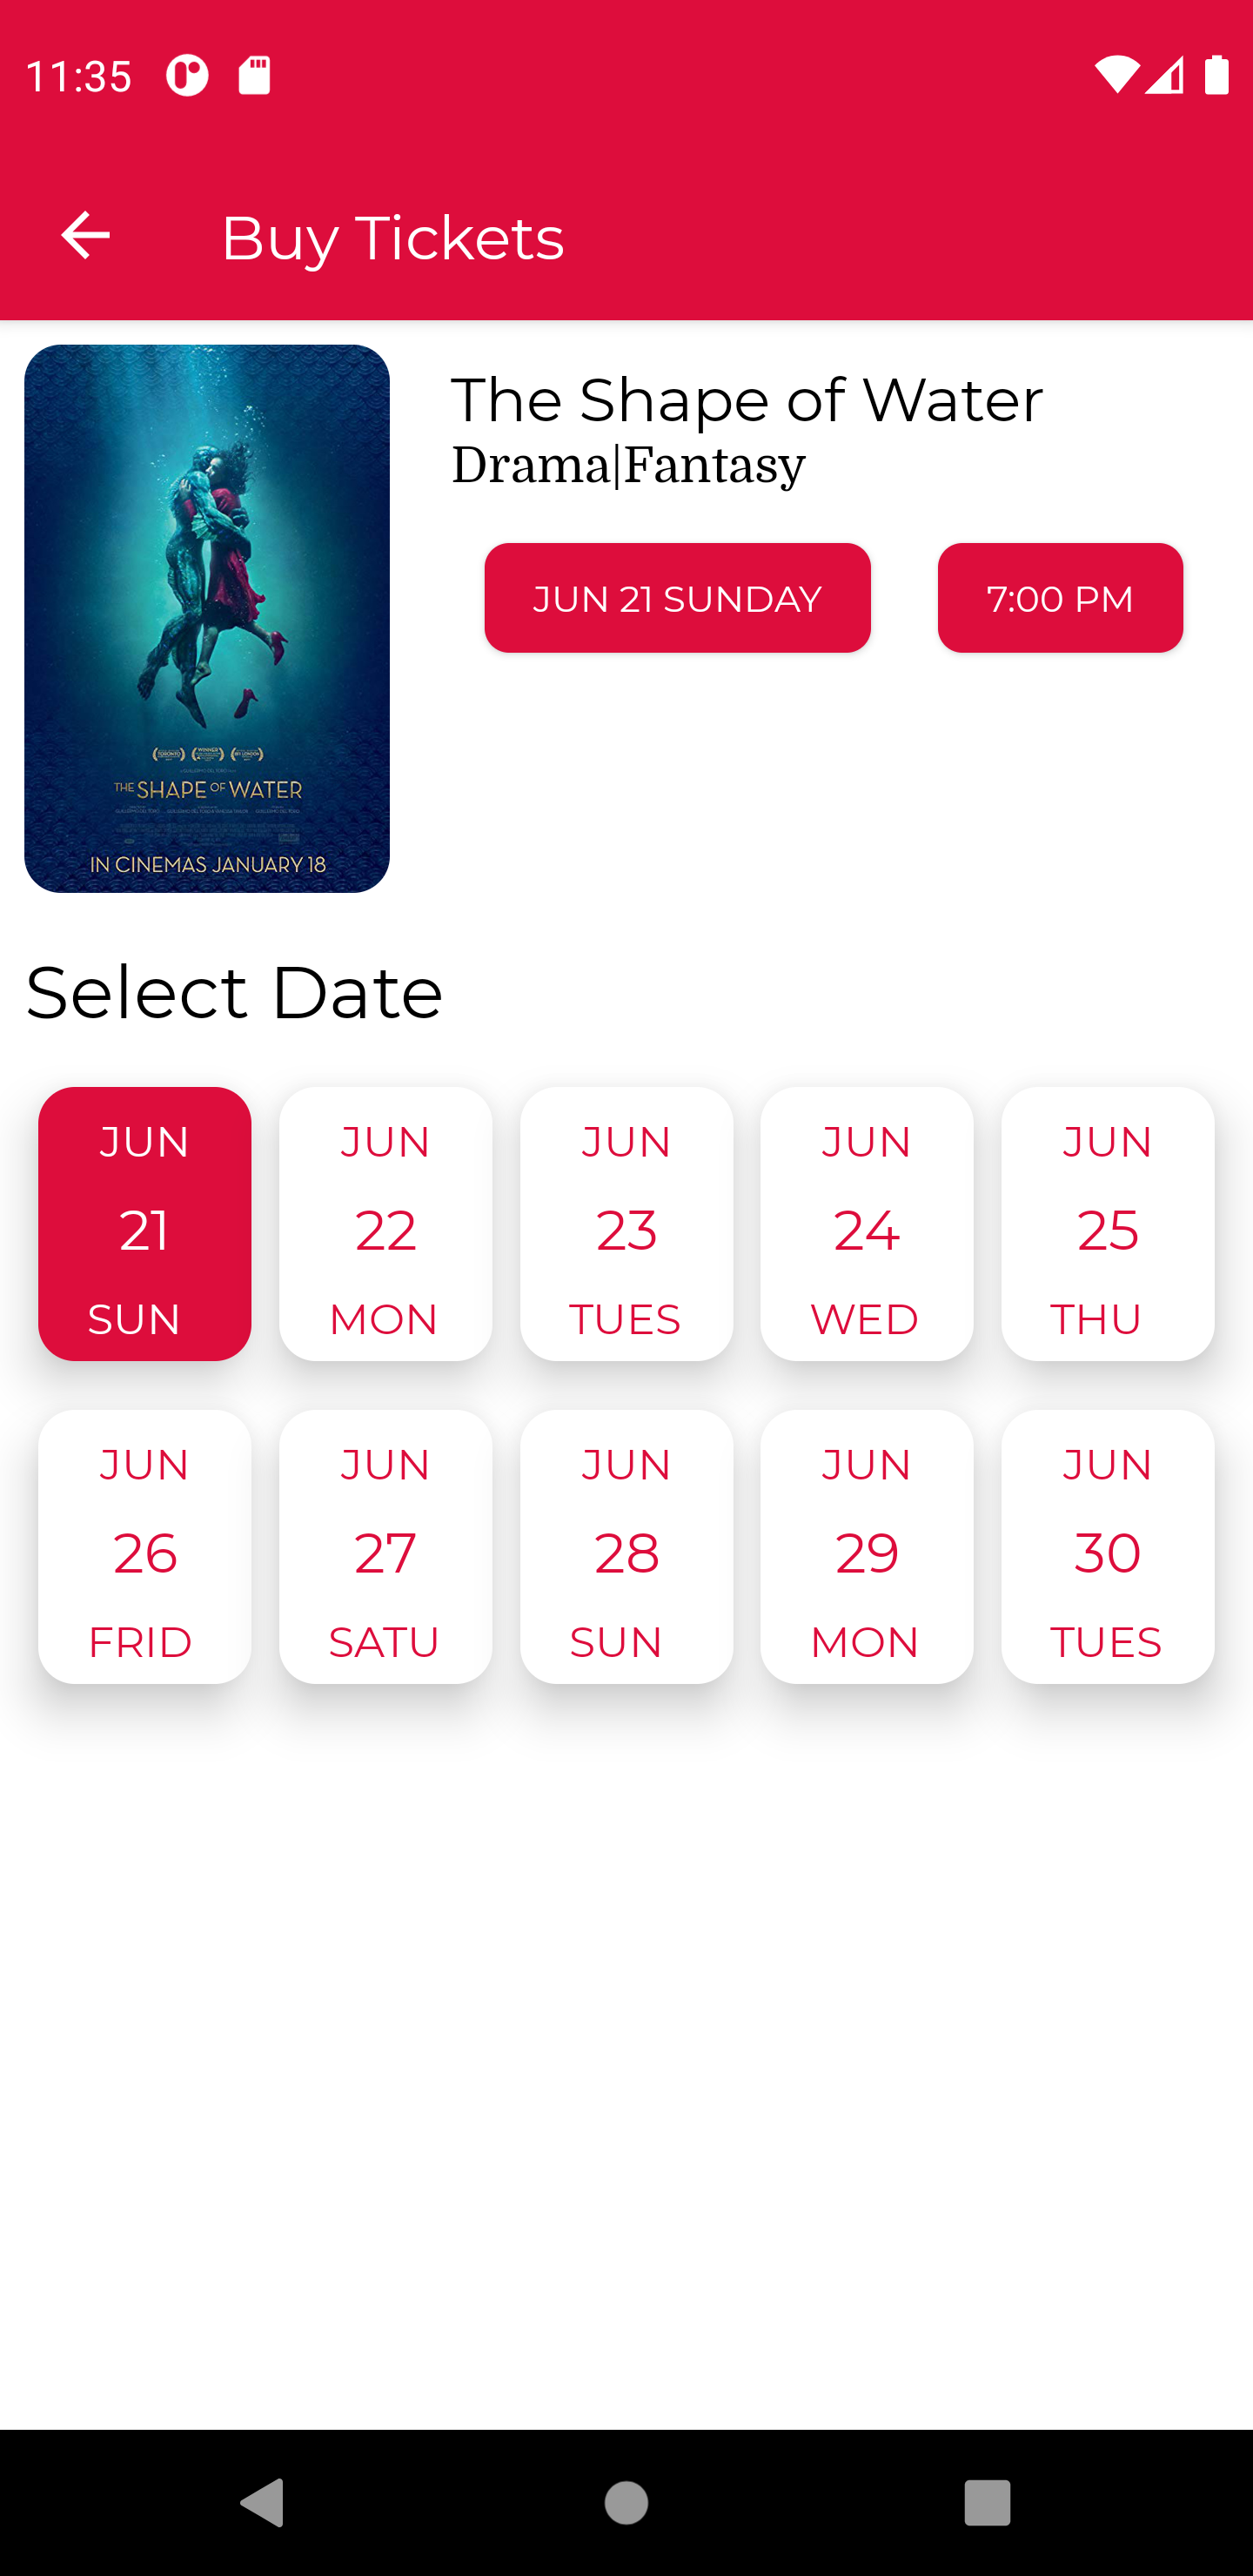 11:35
Buy Tickets
The Shape of Water
Drama|Fantasy
JUN 21 SUNDAY 7:00 PM
TORONTO WINNER
THE SHAPE OF WATER
IN CINEMAS JANUARY 18
Select Date
JUN JUN JUN JUN JUN
21 22 23 24 25
SUN MON TUES WED THU
JUN JUN JUN JUN JUN
26 27 28 29 30
FRID SATU SUN MON TUES